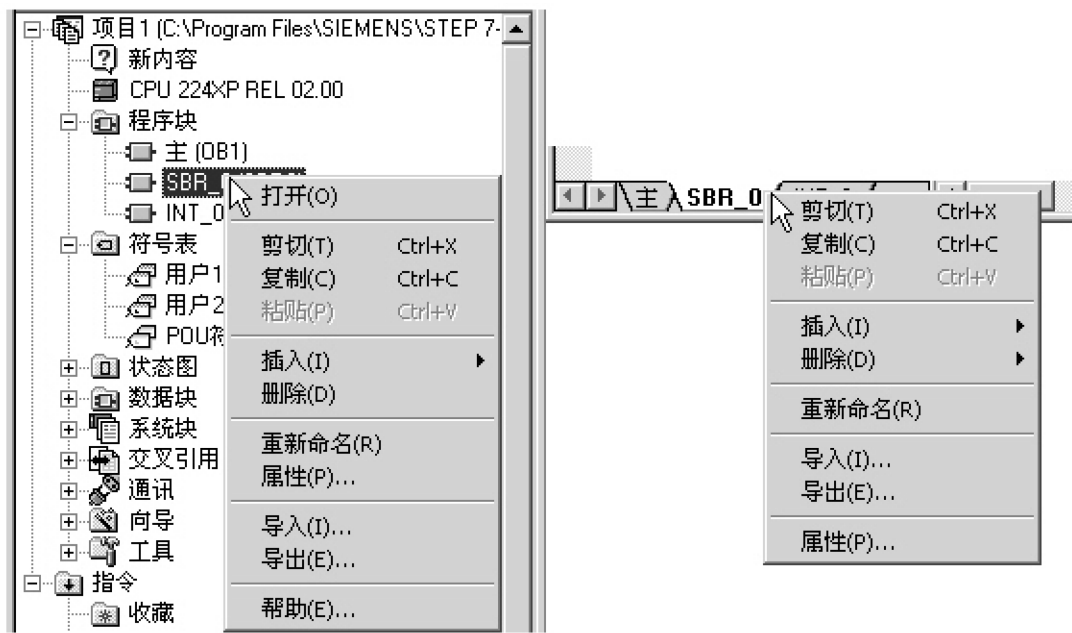 项目1 (C:\Program Files\SIEMENS\STEP 7-
新内容
CPU 224XP REL 02.00
程序块
主 (OB1)
SBR_
INT_0
符号表
用户1
用户2
POU符
状态图
数据块
系统块
交叉引用
通讯
向导
工具
指令
收藏
打开(O)
剪切(T) Ctrl+X
复制(C) Ctrl+C
粘贴(P) Ctrl+V
插入(I)
删除(D)
重新命名(R)
属性(P)...
导入(I)...
导出(E)...
帮助(E)...
主 SBR_0
剪切(T) Ctrl+X
复制(C) Ctrl+C
粘贴(P) Ctrl+V
插入(I)
删除(D)
重新命名(R)
导入(I)...
导出(E)...
属性(P)...